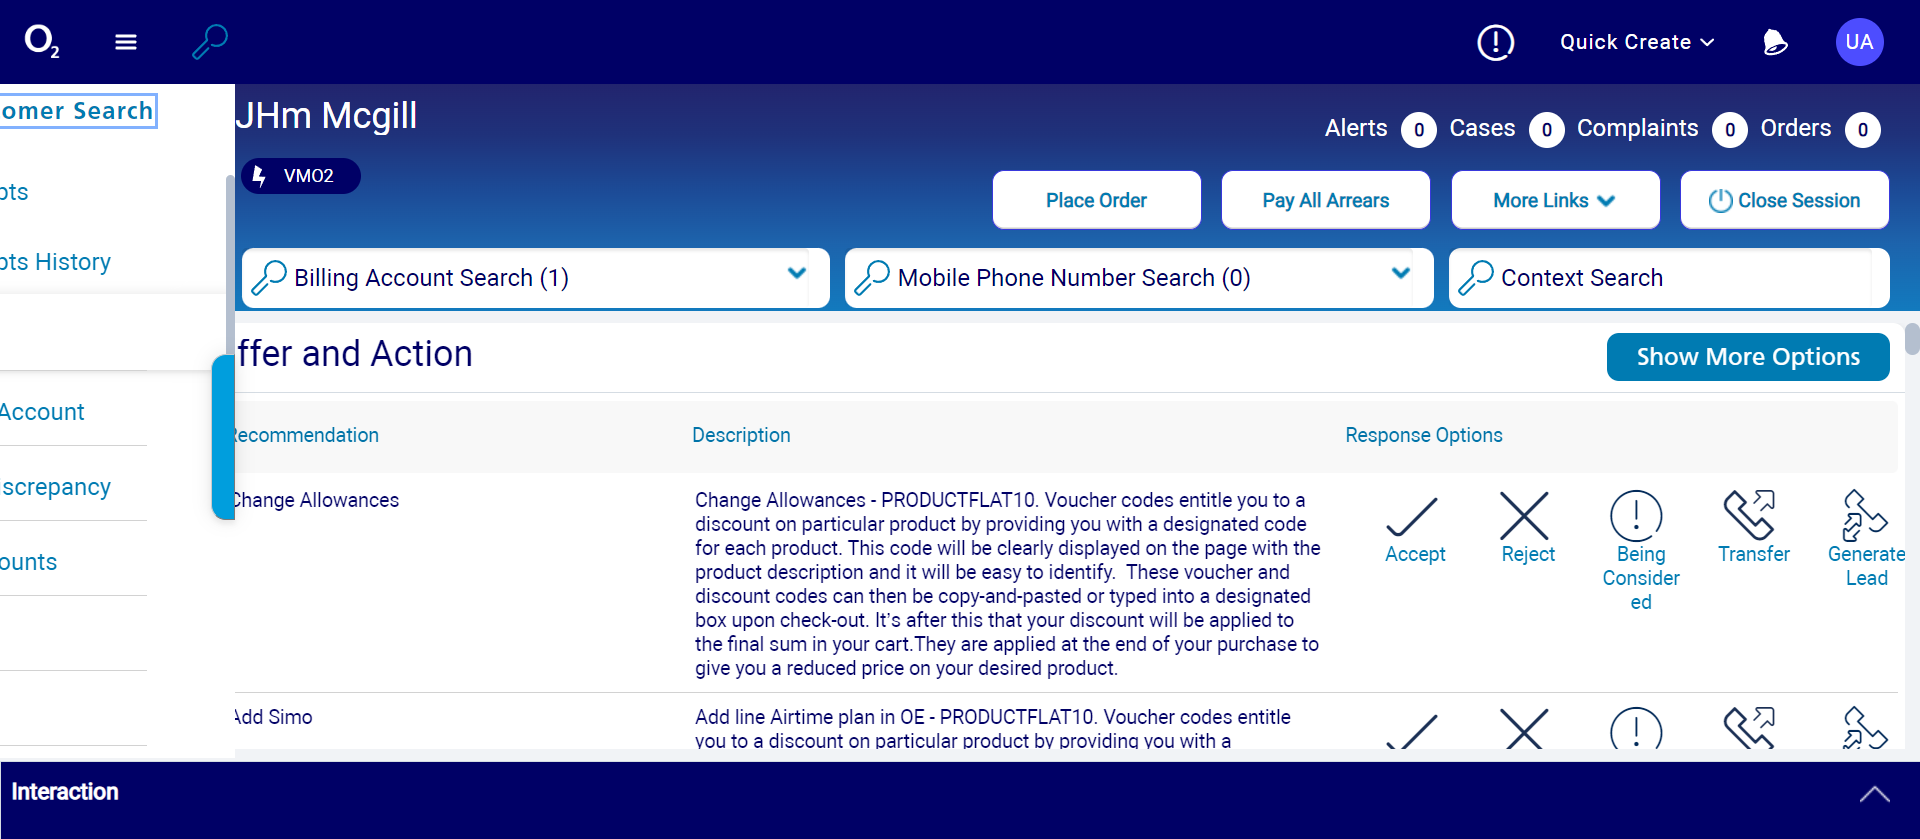 O2
Quick Create
UA
omer Search
pts
pts History
Account
screpancy
ounts
JHm Mcgill
VMO2
Alerts 0 Cases 0 Complaints 0 Orders 0
Place Order
Pay All Arrears
More Links
Close Session
Billing Account Search (1)
Mobile Phone Number Search (0)
Context Search
ffer and Action
Show More Options
Recommendation
Description
Response Options
Change Allowances
Change Allowances - PRODUCTFLAT10. Voucher codes entitle you to a
discount on particular product by providing you with a designated code
for each product. This code will be clearly displayed on the page with the
product description and it will be easy to identify.  These voucher and
discount codes can then be copy-and-pasted or typed into a designated
box upon check-out. It’s after this that your discount will be applied to
the final sum in your cart.They are applied at the end of your purchase to
give you a reduced price on your desired product.
Accept
Reject
Being
Consider
ed
Transfer
Generate
Lead
Add Simo
Add line Airtime plan in OE - PRODUCTFLAT10. Voucher codes entitle
you to a discount on particular product by providing you with a
Interaction